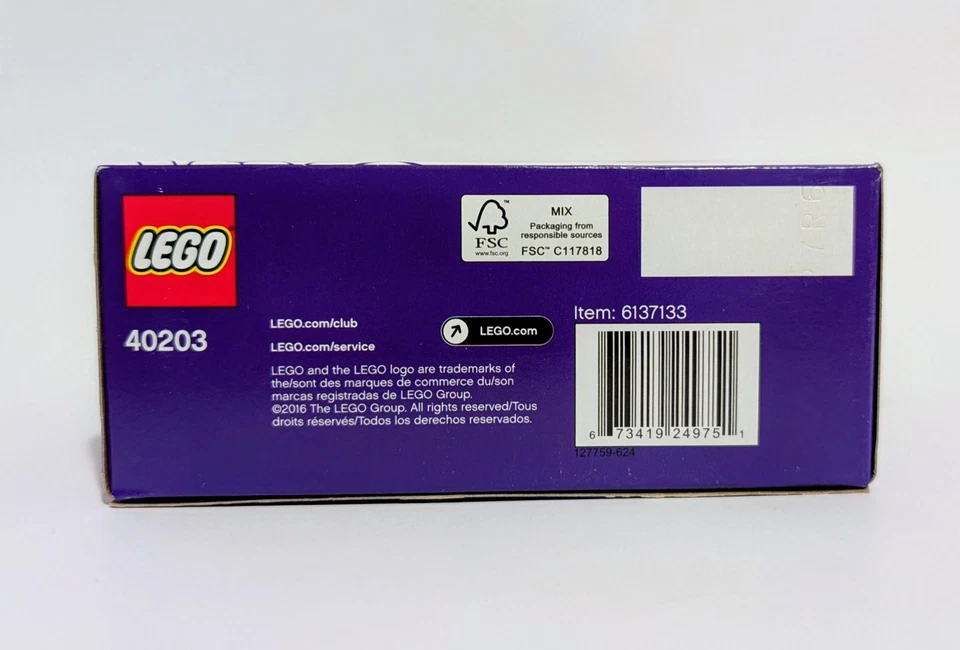 LEGO
40203
LEGO.com/club
LEGO.com/service
LEGO.com
LEGO and the LEGO logo are trademarks of
the/sont des marques de commerce du/son
marcas registradas de LEGO Group.
©2016 The LEGO Group. All rights reserved/Tous
droits réservés/Todos los derechos reservados.
FSC
www.fsc.org
MIX
Packaging from
responsible sources
FSC™ C117818
Item: 6137133
6 73419 24975 1
127759-624